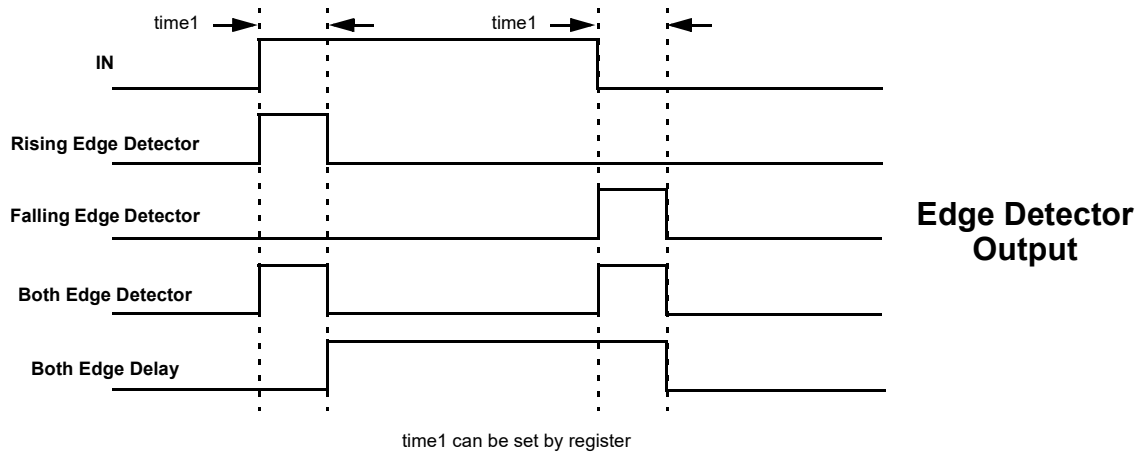 time1
time1
IN
Rising Edge Detector
Falling Edge Detector
Both Edge Detector
Both Edge Delay
Edge Detector
Output
time1 can be set by register